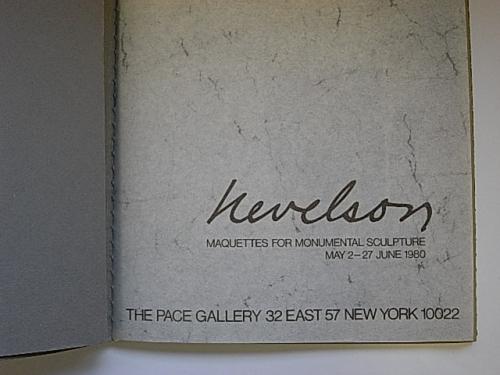 Nevelson
MAQUETTES FOR MONUMENTAL SCULPTURE
MAY 2–27 JUNE 1980
THE PACE GALLERY 32 EAST 57 NEW YORK 10022